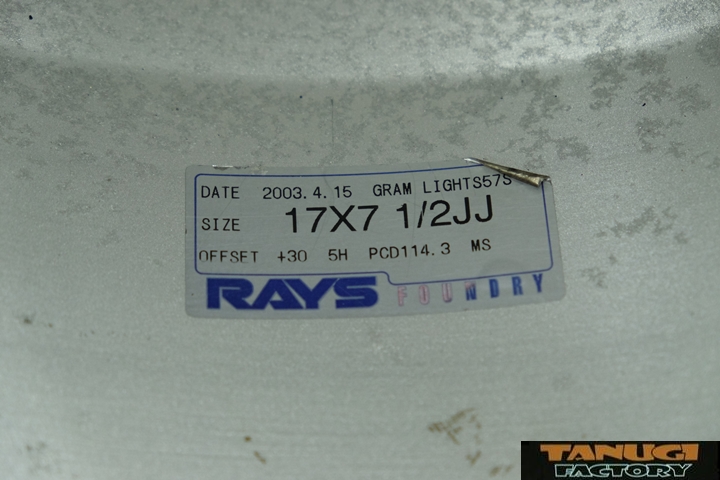 DATE 2003.4.15 GRAM LIGHTS57S
SIZE 17X7 1/2JJ
OFFSET +30 5H PCD114.3 MS
RAYS FOUNDRY
TANUGI
FACTORY